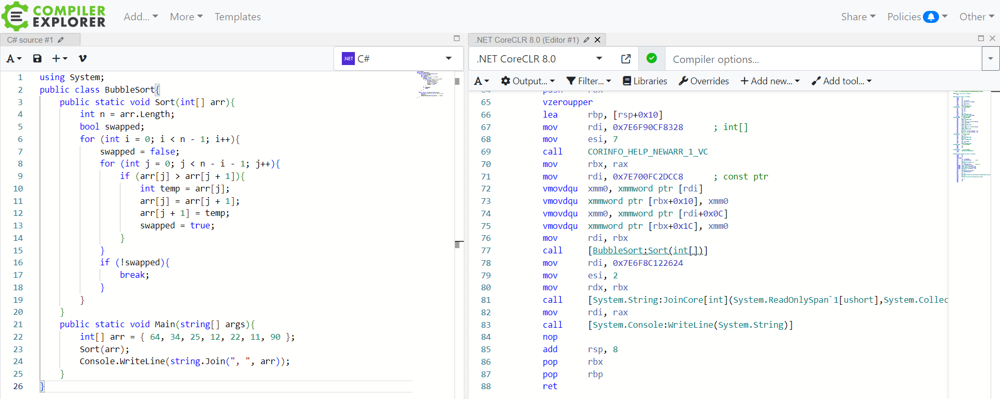 COMPILER
EXPLORER
Add...
More
Templates
Share
Policies
Other
C# source #1
A
.NET
C#
1 using System;
2 public class BubbleSort{
3 public static void Sort(int[] arr){
4 int n = arr.Length;
5 bool swapped;
6 for (int i = 0; i < n - 1; i++){
7 swapped = false;
8 for (int j = 0; j < n - i - 1; j++){
9 if (arr[j] > arr[j + 1]){
10 int temp = arr[j];
11 arr[j] = arr[j + 1];
12 arr[j + 1] = temp;
13 swapped = true;
14 }
15 }
16 if (!swapped){
17 break;
18 }
19 }
20 }
21 public static void Main(string[] args){
22 int[] arr = { 64, 34, 25, 12, 22, 11, 90 };
23 Sort(arr);
24 Console.WriteLine(string.Join(", ", arr));
25 }
26 }
.NET CoreCLR 8.0 (Editor #1)
.NET CoreCLR 8.0
Compiler options...
A
Output...
Filter...
Libraries
Overrides
Add new...
Add tool...
64 push rax
65 vzeroupper
66 lea rbp, [rsp+0x10]
67 mov rdi, 0x7E6F90CF8328 ; int[]
68 mov esi, 7
69 call CORINFO_HELP_NEWARR_1_VC
70 mov rbx, rax
71 mov rdi, 0x7E700FC2DCC8 ; const ptr
72 vmovdqu xmm0, xmmword ptr [rdi]
73 vmovdqu xmmword ptr [rbx+0x10], xmm0
74 vmovdqu xmm0, xmmword ptr [rdi+0x0C]
75 vmovdqu xmmword ptr [rbx+0x1C], xmm0
76 mov rdi, rbx
77 call [BubbleSort:Sort(int[])]
78 mov rdi, 0x7E6F8C122624
79 mov esi, 2
80 mov rdx, rbx
81 call [System.String:JoinCore[int](System.ReadOnlySpan`1[ushort],System.Collec
82 mov rdi, rax
83 call [System.Console:WriteLine(System.String)]
84 nop
85 add rsp, 8
86 pop rbx
87 pop rbp
88 ret